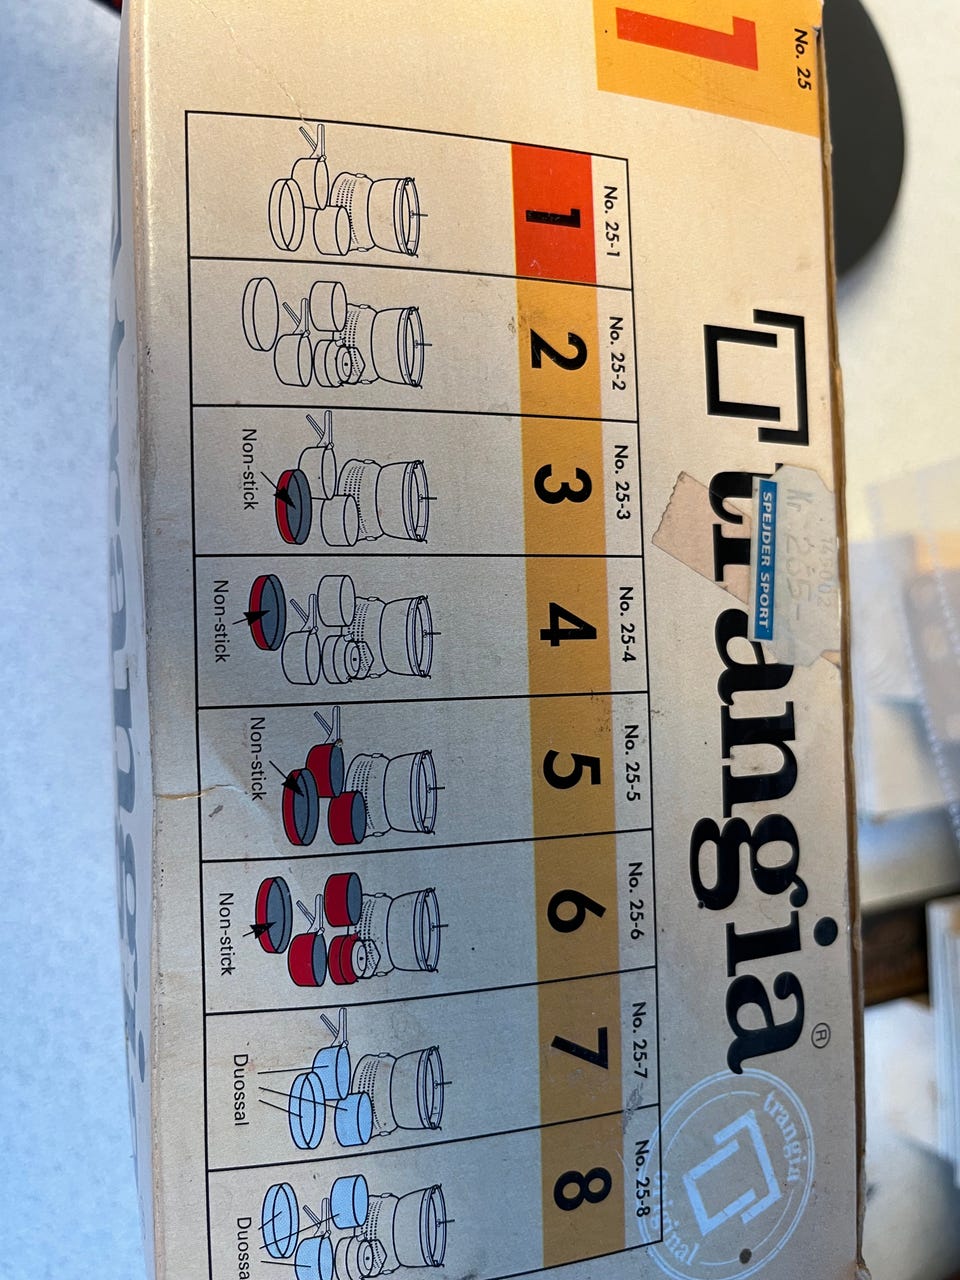 No. 25
1
trangia®
SPEJDER SPORT
trangia
original
No. 25-1
No. 25-2
No. 25-3
No. 25-4
No. 25-5
No. 25-6
No. 25-7
No. 25-8
1
2
3
4
5
6
7
8
Non-stick
Non-stick
Non-stick
Non-stick
Duossal
Duossa